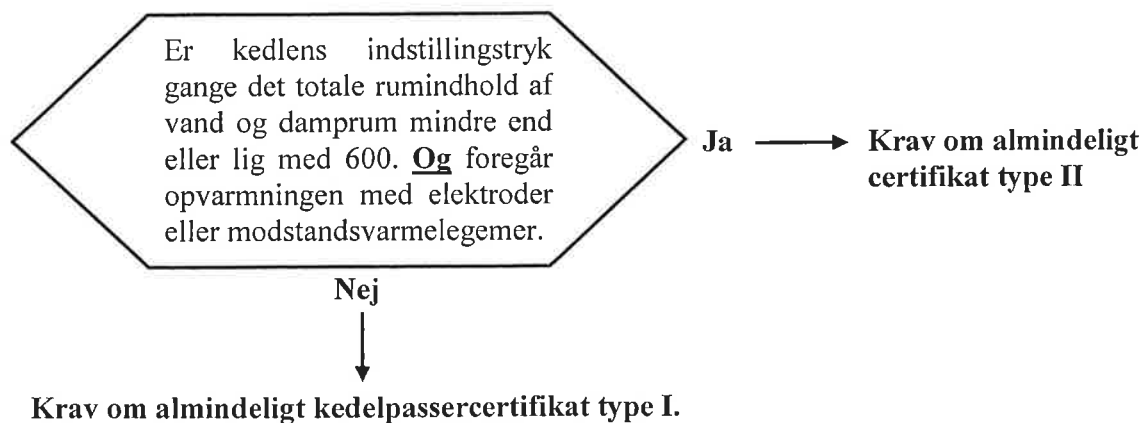 Er kedlens indstillingstryk
gange det totale rumindhold af
vand og damprum mindre end
eller lig med 600. Og foregår
opvarmningen med elektroder
eller modstandsvarmelegemer.
Ja
Krav om almindeligt
certifikat type II
Nej
Krav om almindeligt kedelpassercertifikat type I.